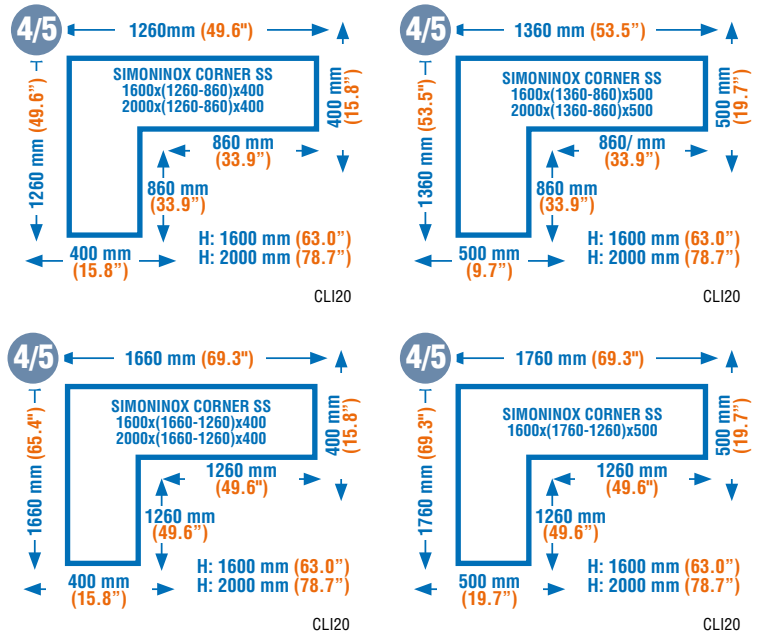 4/5
1260mm (49.6")
1260 mm (49.6”)
SIMONINOX CORNER SS
1600x(1260-860)x400
2000x(1260-860)x400
400 mm
(15.8”)
860 mm
(33.9”)
860 mm
(33.9”)
400 mm
(15.8”)
H: 1600 mm (63.0”)
H: 2000 mm (78.7”)
CLI20
4/5
1360 mm (53.5”)
1360 mm (53.5”)
SIMONINOX CORNER SS
1600x(1360-860)x500
2000x(1360-860)x500
500 mm
(19.7”)
860/ mm
(33.9”)
860 mm
(33.9”)
500 mm
(9.7”)
H: 1600 mm (63.0”)
H: 2000 mm (78.7”)
CLI20
4/5
1660 mm (69.3")
1660 mm (65.4”)
SIMONINOX CORNER SS
1600x(1660-1260)x400
2000x(1660-1260)x400
400 mm
(15.8”)
1260 mm
(49.6")
1260 mm
(49.6”)
400 mm
(15.8”)
H: 1600 mm (63.0”)
H: 2000 mm (78.7”)
CLI20
4/5
1760 mm (69.3")
1760 mm (69.3”)
SIMONINOX CORNER SS
1600x(1760-1260)x500
500 mm
(19.7”)
1260 mm
(49.6")
1260 mm
(49.6”)
500 mm
(19.7”)
H: 1600 mm (63.0”)
H: 2000 mm (78.7”)
CLI20